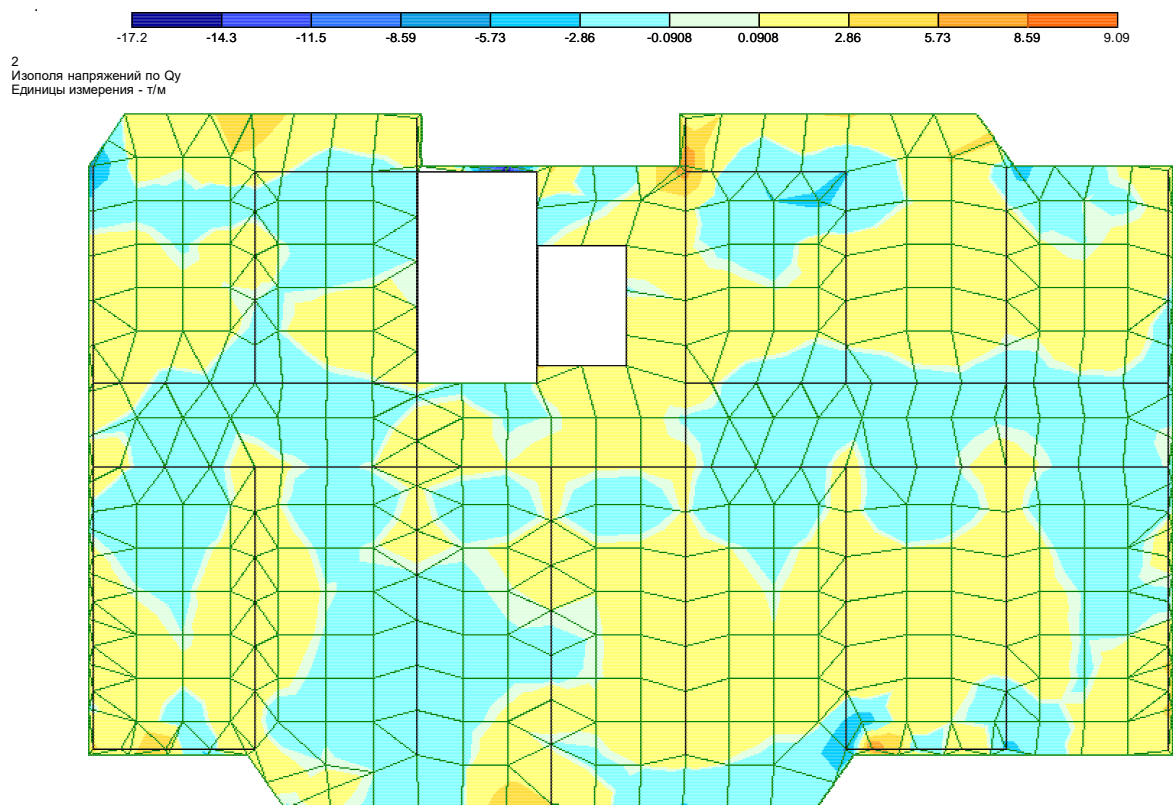 -17.2 -14.3 -11.5 -8.59 -5.73 -2.86 -0.0908 0.0908 2.86 5.73 8.59 9.09
2
Изополя напряжений по Qy
Единицы измерения - т/м